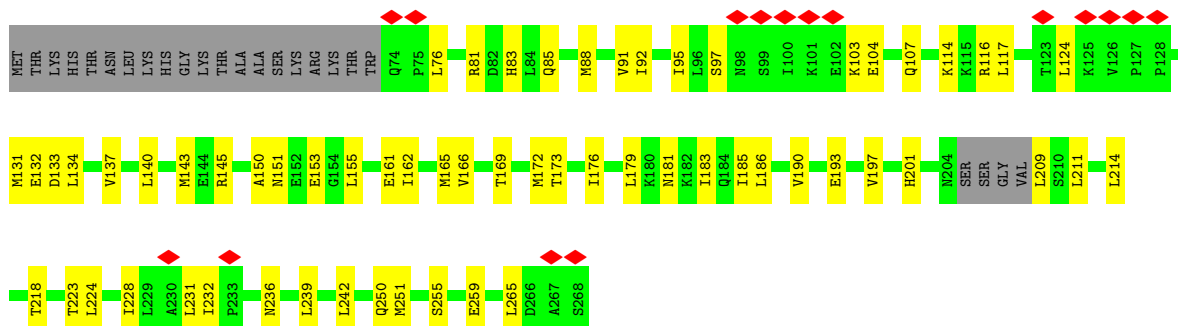 MET THR LYS HIS THR THR ASN LEU LYS HIS GLY LYS THR ALA ALA SER LYS ARG LYS THR TRP Q74 P75 L76 R81 D82 H83 L84 Q85 M88 V91 I92 I95 L96 S97 N98 S99 I100 K101 E102 K103 E104 Q107 K114 K115 R116 L117 T123 L124 K125 V126 P127 P128
M131 E132 D133 L134 V137 L140 M143 E144 R145 A150 N151 E152 E153 G154 L155 E161 I162 M165 V166 T169 M172 T173 I176 L179 K180 N181 K182 I183 Q184 I185 L186 V190 E193 V197 H201 N204 SER SER GLY VAL L209 S210 L211 L214
T218 T223 L224 I228 L229 A230 L231 I232 P233 N236 L239 L242 Q250 M251 S255 E259 L265 D266 A267 S268